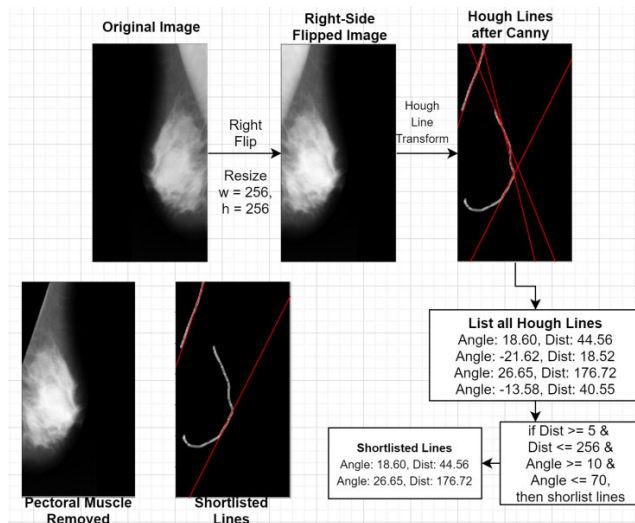 Original Image
Right-Side
Flipped Image
Hough Lines
after Canny
Right
Flip
Resize
w = 256,
h = 256
Hough
Line
Transform
List all Hough Lines
Angle: 18.60, Dist: 44.56
Angle: -21.62, Dist: 18.52
Angle: 26.65, Dist: 176.72
Angle: -13.58, Dist: 40.55
if Dist >= 5 &
Dist <= 256 &
Angle >= 10 &
Angle <= 70,
then shorlist lines
Shortlisted Lines
Angle: 18.60, Dist: 44.56
Angle: 26.65, Dist: 176.72
Pectoral Muscle
Removed
Shortlisted
Lines